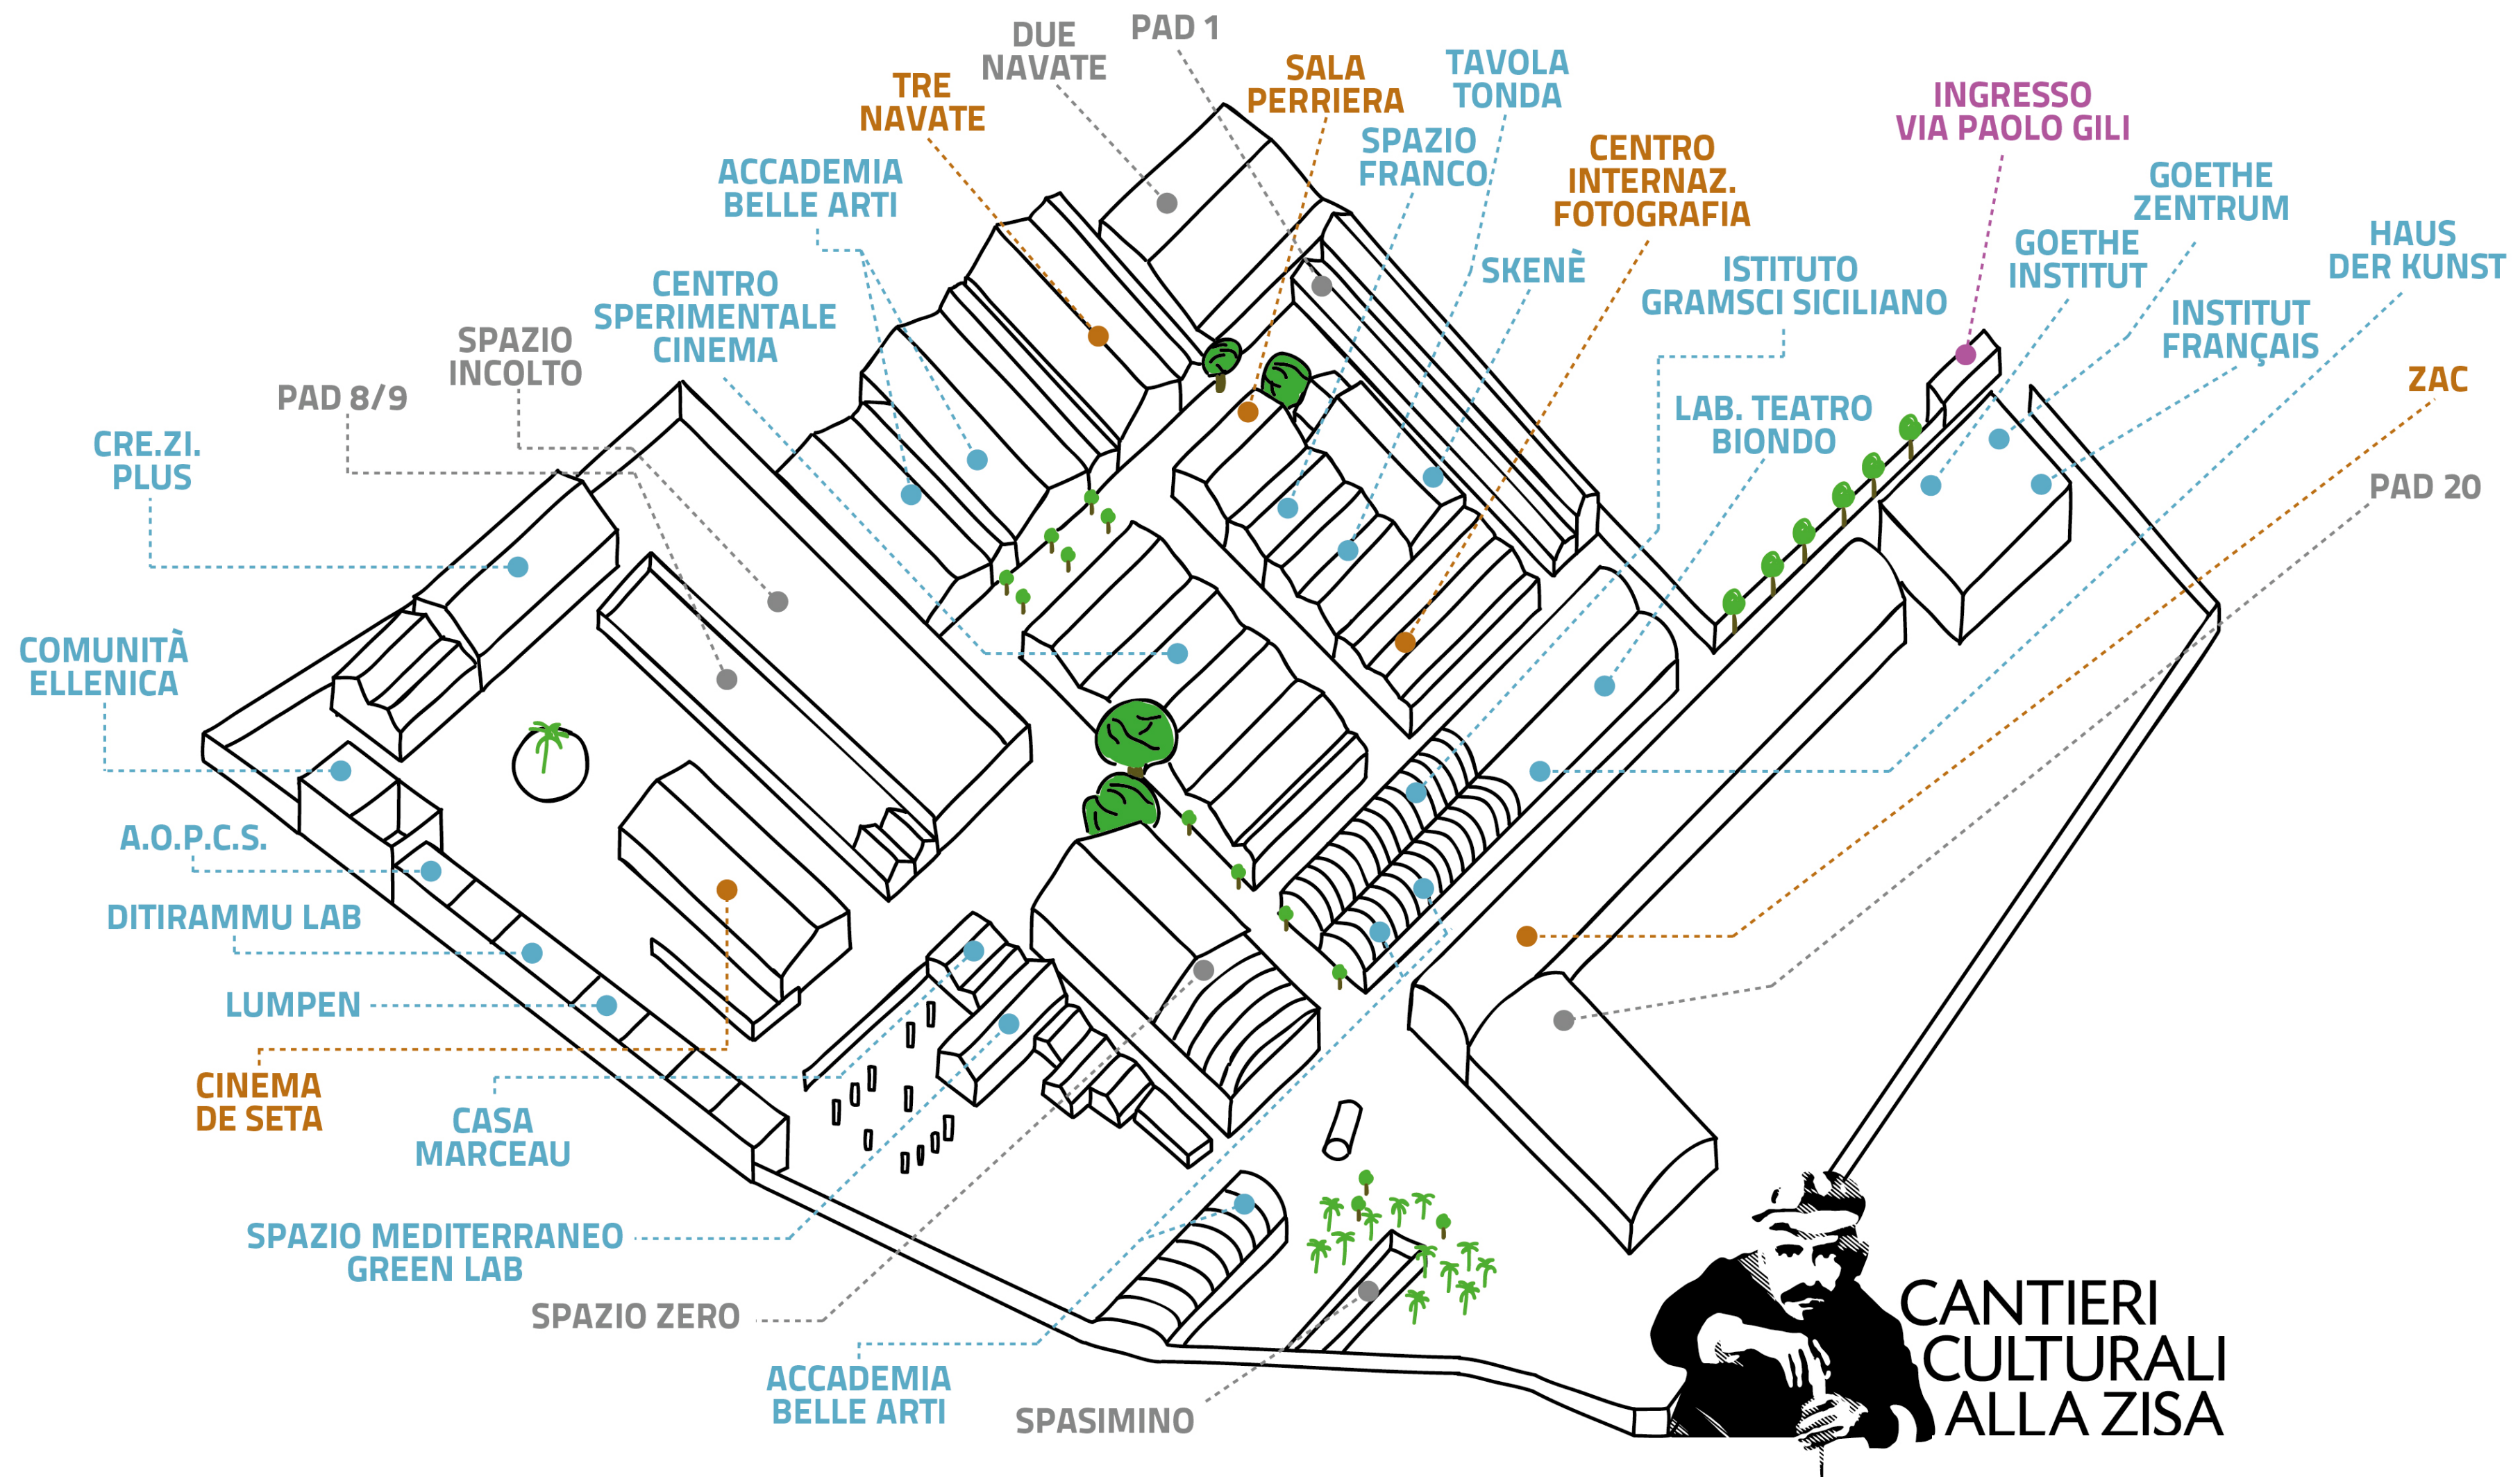 DUE
NAVATE
PAD 1
TRE
NAVATE
SALA
PERRIERA
TAVOLA
TONDA
SPAZIO
FRANCO
INGRESSO
VIA PAOLO GILI
CENTRO
INTERNAZ.
FOTOGRAFIA
ACCADEMIA
BELLE ARTI
GOETHE
ZENTRUM
HAUS
DER KUNST
GOETHE
INSTITUT
SKENÈ
ISTITUTO
GRAMSCI SICILIANO
CENTRO
SPERIMENTALE
CINEMA
INSTITUT
FRANÇAIS
SPAZIO
INCOLTO
ZAC
PAD 8/9
LAB. TEATRO
BIONDO
CRE.ZI.
PLUS
PAD 20
COMUNITÀ
ELLENICA
A.O.P.C.S.
DITIRAMMU LAB
LUMPEN
CINEMA
DE SETA
CASA
MARCEAU
SPAZIO MEDITERRANEO
GREEN LAB
SPAZIO ZERO
ACCADEMIA
BELLE ARTI
SPASIMINO
CANTIERI
CULTURALI
ALLA ZISA